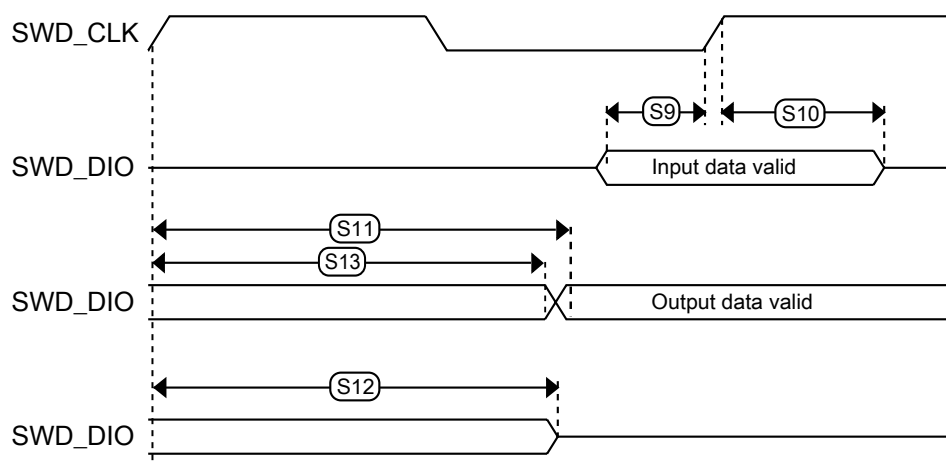 SWD_CLK
S9
S10
SWD_DIO
Input data valid
S11
S13
SWD_DIO
Output data valid
S12
SWD_DIO